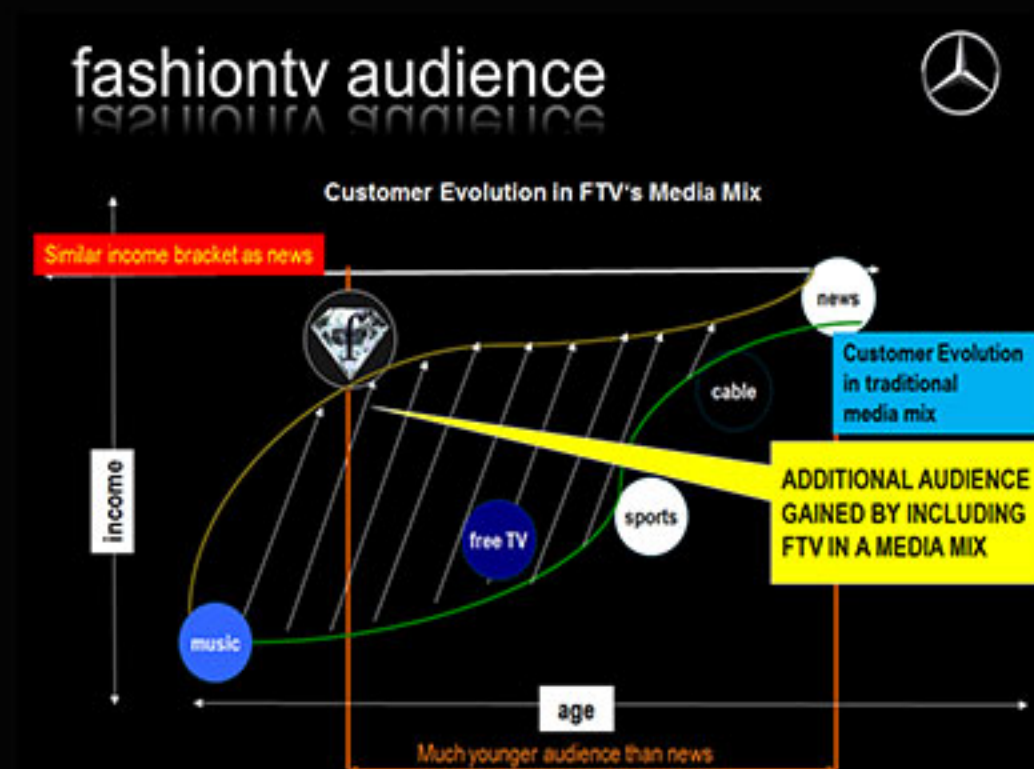 fashiontv audience
Customer Evolution in FTV's Media Mix
Similar income bracket as news
f
news
Customer Evolution
in traditional
media mix
cable
ADDITIONAL AUDIENCE
GAINED BY INCLUDING
FTV IN A MEDIA MIX
income
sports
free TV
music
age
Much younger audience than news